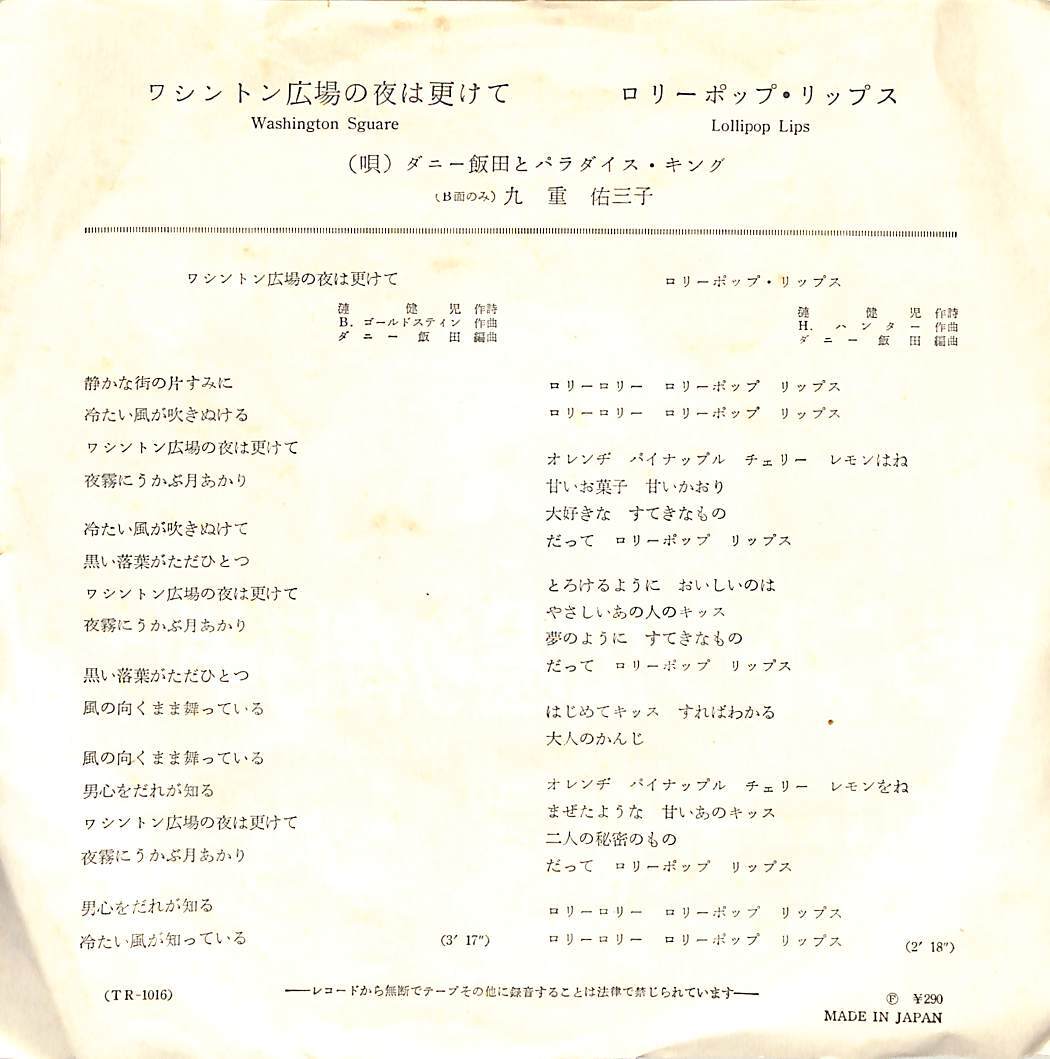 ワシントン広場の夜は更けて
Washington Sguare
ロリーポップ・リップス
Lollipop Lips
(唄) ダニー飯田とパラダイス・キング
(B面のみ) 九 重 佑三子
ワシントン広場の夜は更けて
漣 健 児 作詩
B. ゴールドスティン 作曲
ダニー 飯田 編曲
静かな街の片すみに
冷たい風が吹きぬける
ワシントン広場の夜は更けて
夜霧にうかぶ月あかり
冷たい風が吹きぬけて
黒い落葉がただひとつ
ワシントン広場の夜は更けて
夜霧にうかぶ月あかり
黒い落葉がただひとつ
風の向くまま舞っている
風の向くまま舞っている
男心をだれが知る
ワシントン広場の夜は更けて
夜霧にうかぶ月あかり
男心をだれが知る
冷たい風が知っている
(3′ 17″)
ロリーポップ・リップス
漣 健 児 作詩
H. ハンター 作曲
ダニー 飯田 編曲
ロリーロリー ロリーポップ リップス
ロリーロリー ロリーポップ リップス
オレンヂ パイナップル チェリー レモンはね
甘いお菓子 甘いかおり
大好きな すてきなもの
だって ロリーポップ リップス
とろけるように おいしいのは
やさしいあの人のキッス
夢のように すてきなもの
だって ロリーポップ リップス
はじめてキッス すればわかる
大人のかんじ
オレンヂ パイナップル チェリー レモンをね
まぜたような 甘いあのキッス
二人の秘密のもの
だって ロリーポップ リップス
ロリーロリー ロリーポップ リップス
ロリーロリー ロリーポップ リップス
(2′ 18″)
(TR-1016)
——レコードから無断でテープその他に録音することは法律で禁じられています——
Ⓟ ¥290
MADE IN JAPAN